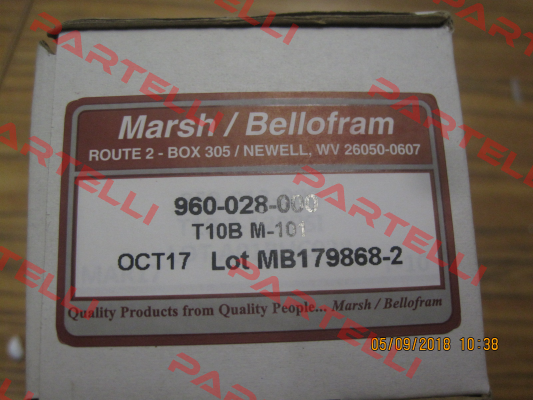 PARTELLI
Marsh / Bellofram
ROUTE 2 - BOX 305 / NEWELL, WV 26050-0607
960-028-000
T10B M-101
OCT17 Lot MB179868-2
Quality Products from Quality People... Marsh / Bellofram
05/09/2018 10:38